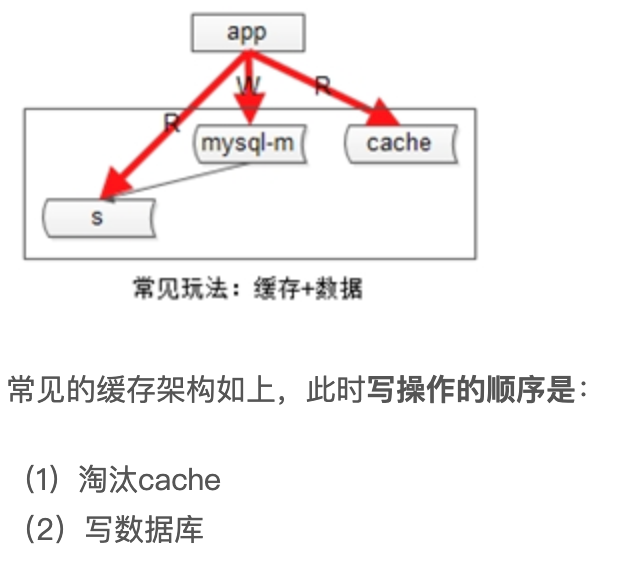 app
W
R
R
mysql-m
cache
s
常见玩法：缓存+数据
常见的缓存架构如上，此时写操作的顺序是：
（1）淘汰cache
（2）写数据库